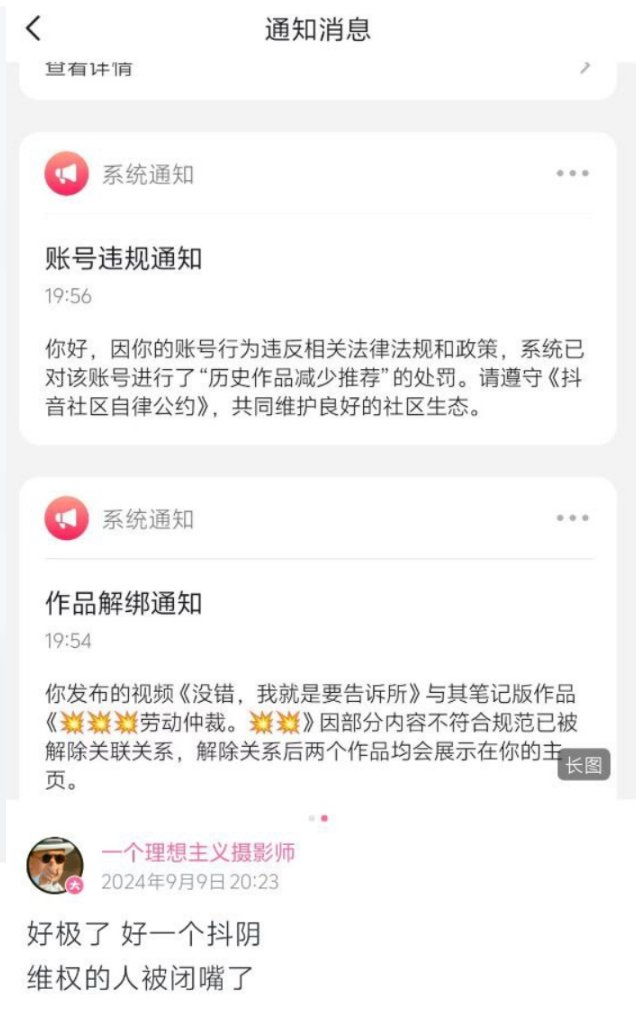 通知消息
查看详情
系统通知
账号违规通知
19:56
你好，因你的账号行为违反相关法律法规和政策，系统已
对该账号进行了“历史作品减少推荐”的处罚。请遵守《抖
音社区自律公约》，共同维护良好的社区生态。
系统通知
作品解绑通知
19:54
你发布的视频《没错，我就是要告诉所》与其笔记版作品
《💥💥💥劳动仲裁。💥💥》因部分内容不符合规范已被
解除关联关系，解除关系后两个作品均会展示在你的主
页。
长图
一个理想主义摄影师
大
2024年9月9日 20:23
好极了 好一个抖阴
维权的人被闭嘴了